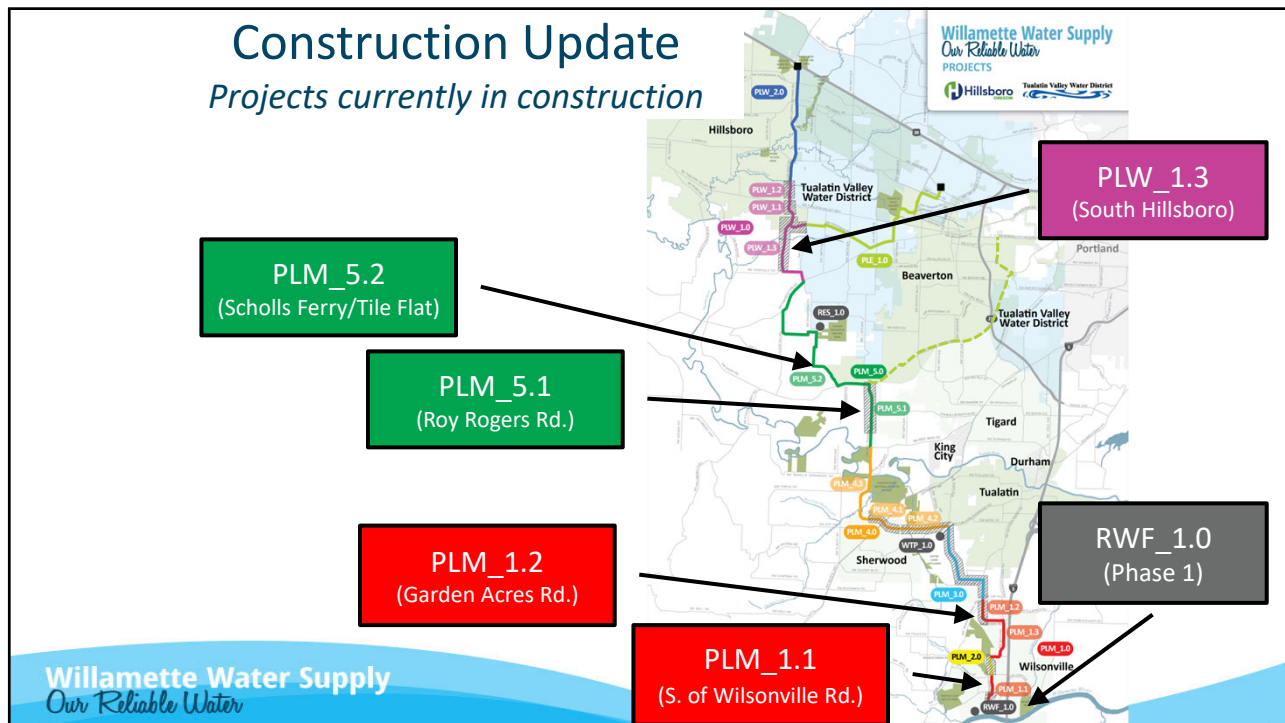 Construction Update
Projects currently in construction
Willamette Water Supply
Our Reliable Water
PROJECTS
Hillsboro
OREGON
Tualatin Valley Water District
PLW_2.0
Hillsboro
PLW_1.2
PLW_1.1
Tualatin Valley
Water District
PLW_1.0
PLW_1.3
PLE_1.0
Beaverton
Portland
PLW_1.3
(South Hillsboro)
PLM_5.2
(Scholls Ferry/Tile Flat)
RES_1.0
Tualatin Valley
Water District
PLM_5.2
PLM_5.0
PLM_5.1
PLM_5.1
(Roy Rogers Rd.)
Tigard
King
City
Durham
Tualatin
PLM_4.3
PLM_4.1
PLM_4.2
PLM_4.0
WTP_1.0
Sherwood
PLM_1.2
(Garden Acres Rd.)
RWF_1.0
(Phase 1)
PLM_3.0
PLM_1.2
PLM_1.3
PLM_1.0
PLM_2.0
Wilsonville
PLM_1.1
(S. of Wilsonville Rd.)
PLM_1.1
RWF_1.0
Willamette Water Supply
Our Reliable Water